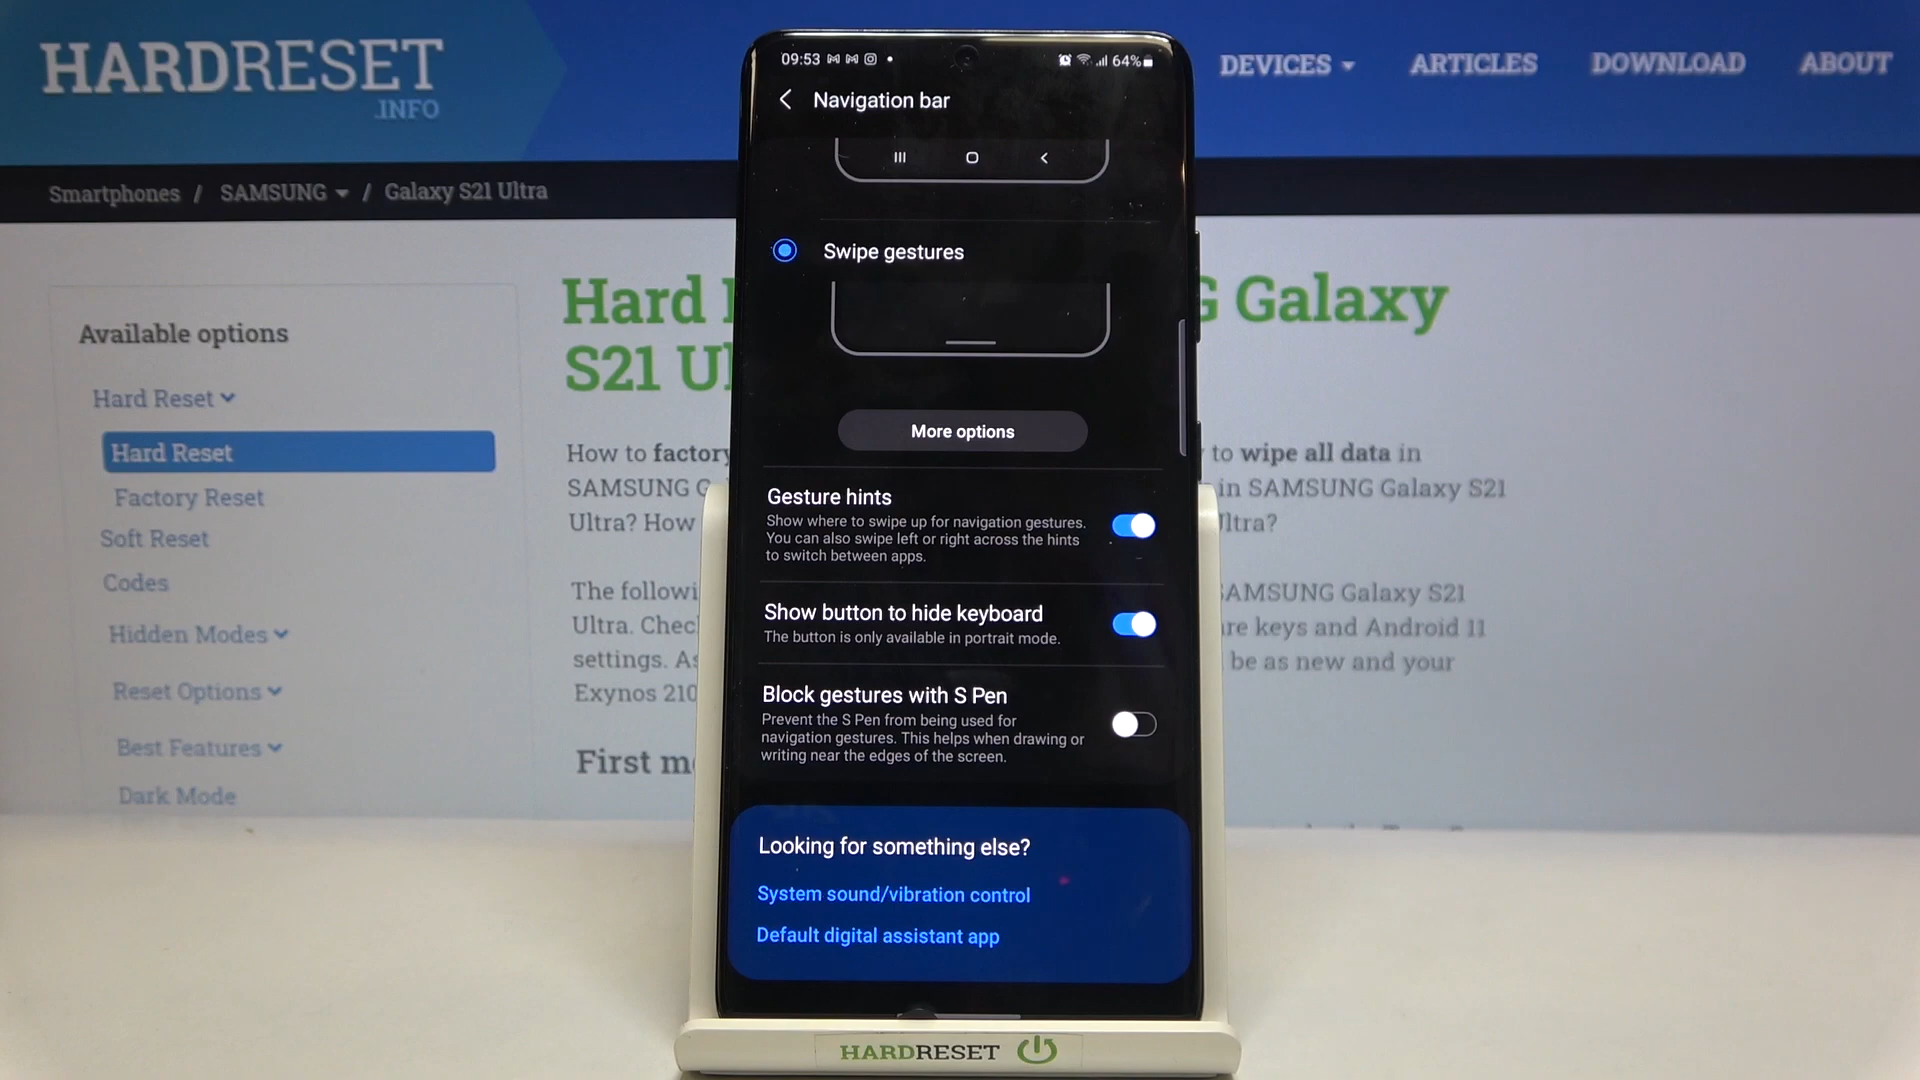 HARDRESET
.INFO
DEVICES
ARTICLES
DOWNLOAD
ABOUT
Smartphones / SAMSUNG / Galaxy S21 Ultra
Available options
Hard Reset
Hard Reset
Factory Reset
Soft Reset
Codes
Hidden Modes
Reset Options
Best Features
Dark Mode
Hard
G Galaxy
S21
How to factory
to wipe all data in
SAMSUNG
in SAMSUNG Galaxy S21
Ultra? How
Ultra?
The
SAMSUNG Galaxy S21
Ultra.
keys and Android 11
settings.
be as new and your
Exynos
First
09:53
64%
Navigation bar
Swipe gestures
More options
Gesture hints
Show where to swipe up for navigation gestures.
You can also swipe left or right across the hints
to switch between apps.
Show button to hide keyboard
The button is only available in portrait mode.
Block gestures with S Pen
Prevent the S Pen from being used for
navigation gestures. This helps when drawing or
writing near the edges of the screen.
Looking for something else?
System sound/vibration control
Default digital assistant app
HARDRESET